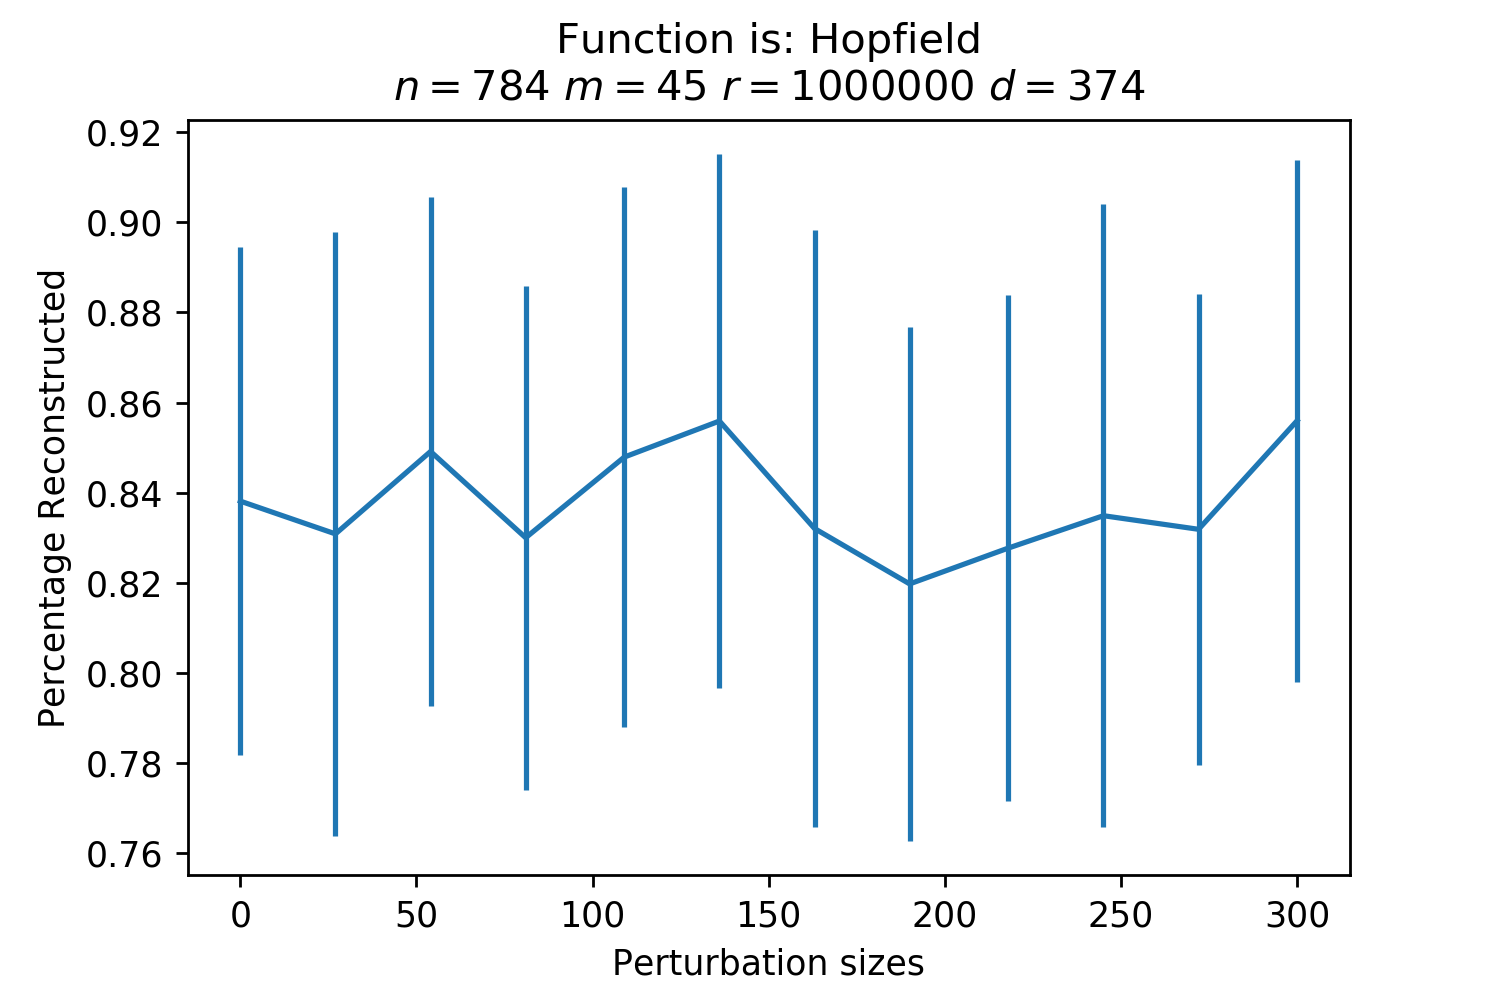 Function is: Hopfield
n = 784 m = 45 r = 1000000 d = 374
0.92
0.90
0.88
0.86
0.84
0.82
0.80
0.78
0.76
Percentage Reconstructed
0 50 100 150 200 250 300
Perturbation sizes